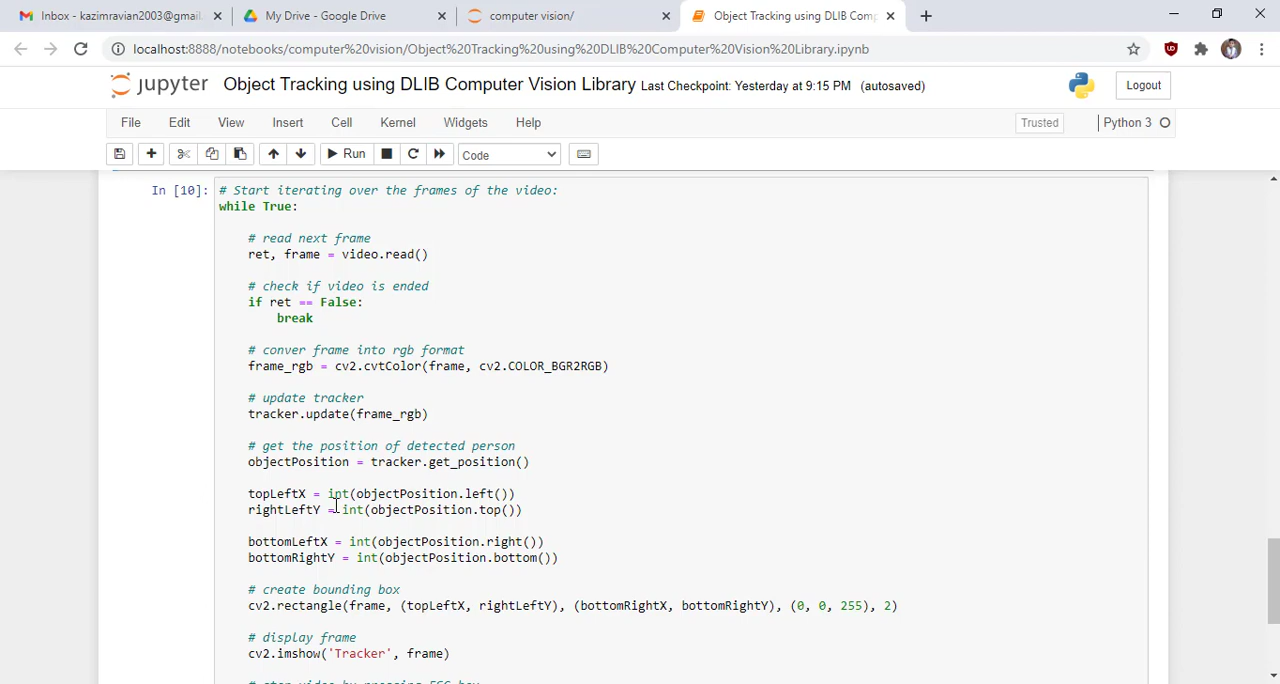 Inbox - kazimravian2003@gmail.
My Drive - Google Drive
computer vision/
Object Tracking using DLIB Comp
localhost:8888/notebooks/computer%20vision/Object%20Tracking%20using%20DLIB%20Computer%20Vision%20Library.ipynb
jupyter Object Tracking using DLIB Computer Vision Library Last Checkpoint: Yesterday at 9:15 PM (autosaved)
Logout
File Edit View Insert Cell Kernel Widgets Help
Trusted
Python 3
Run
Code
In [10]:
# Start iterating over the frames of the video:
while True:
# read next frame
ret, frame = video.read()
# check if video is ended
if ret == False:
break
# conver frame into rgb format
frame_rgb = cv2.cvtColor(frame, cv2.COLOR_BGR2RGB)
# update tracker
tracker.update(frame_rgb)
# get the position of detected person
objectPosition = tracker.get_position()
topLeftX = int(objectPosition.left())
rightLeftY = int(objectPosition.top())
bottomLeftX = int(objectPosition.right())
bottomRightY = int(objectPosition.bottom())
# create bounding box
cv2.rectangle(frame, (topLeftX, rightLeftY), (bottomRightX, bottomRightY), (0, 0, 255), 2)
# display frame
cv2.imshow('Tracker', frame)